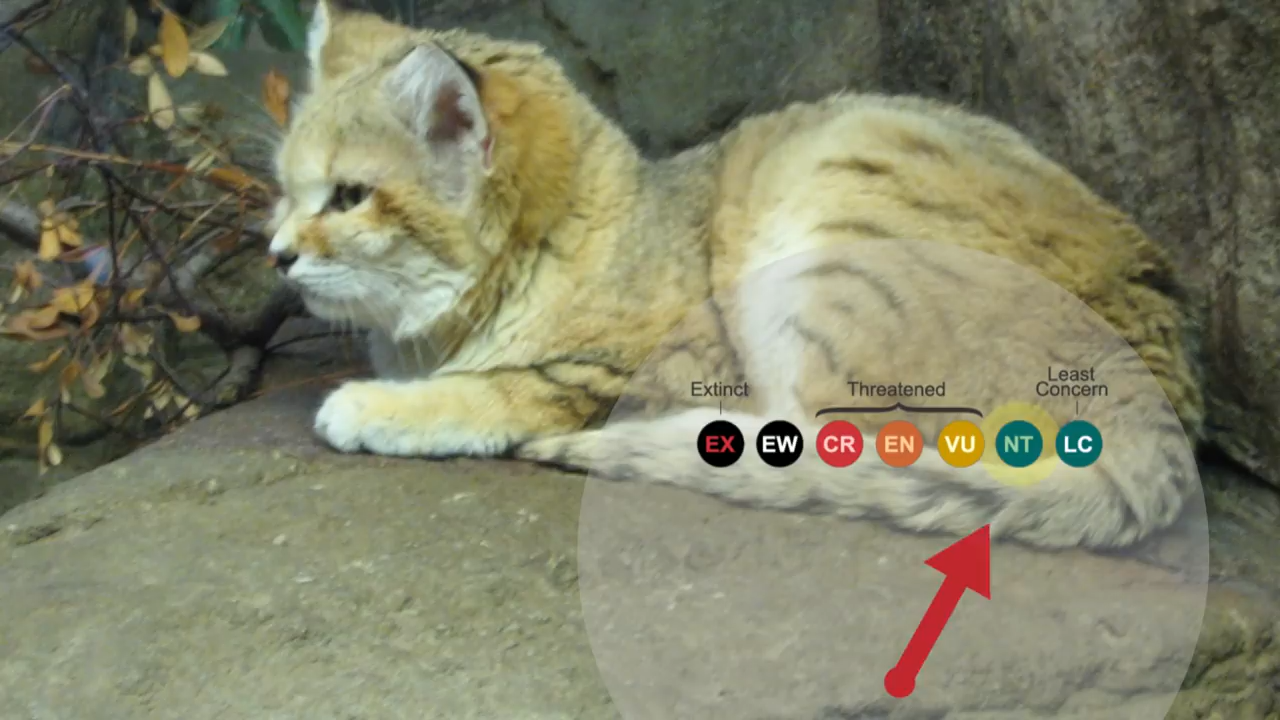 Extinct
Threatened
Least
Concern
EX EW CR EN VU NT LC